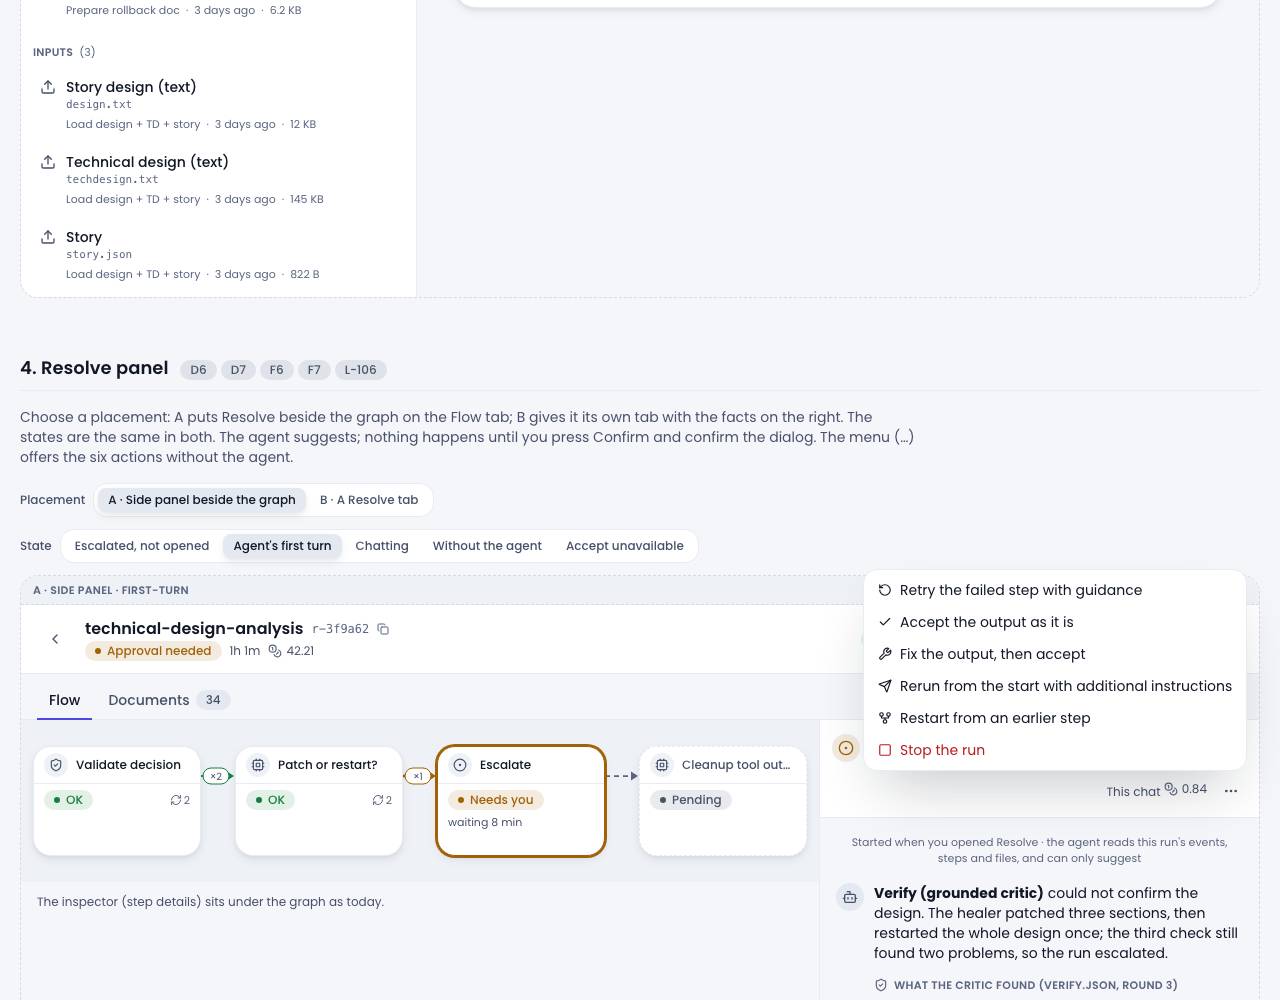 Prepare rollback doc · 3 days ago · 6.2 KB
INPUTS (3)
Story design (text)
design.txt
Load design + TD + story · 3 days ago · 12 KB
Technical design (text)
techdesign.txt
Load design + TD + story · 3 days ago · 145 KB
Story
story.json
Load design + TD + story · 3 days ago · 822 B
4. Resolve panel D6 D7 F6 F7 L-106
Choose a placement: A puts Resolve beside the graph on the Flow tab; B gives it its own tab with the facts on the right. The
states are the same in both. The agent suggests; nothing happens until you press Confirm and confirm the dialog. The menu (…)
offers the six actions without the agent.
Placement A · Side panel beside the graph B · A Resolve tab
State Escalated, not opened Agent's first turn Chatting Without the agent Accept unavailable
A · SIDE PANEL · FIRST-TURN
technical-design-analysis r-3f9a62
Approval needed 1h 1m 42.21
Flow Documents 34
Retry the failed step with guidance
Accept the output as it is
Fix the output, then accept
Rerun from the start with additional instructions
Restart from an earlier step
Stop the run
Validate decision
OK 2
×2
Patch or restart?
OK 2
×1
Escalate
Needs you
waiting 8 min
Cleanup tool out...
Pending
The inspector (step details) sits under the graph as today.
This chat 0.84
Started when you opened Resolve · the agent reads this run's events,
steps and files, and can only suggest
Verify (grounded critic) could not confirm the
design. The healer patched three sections, then
restarted the whole design once; the third check still
found two problems, so the run escalated.
WHAT THE CRITIC FOUND (VERIFY.JSON, ROUND 3)